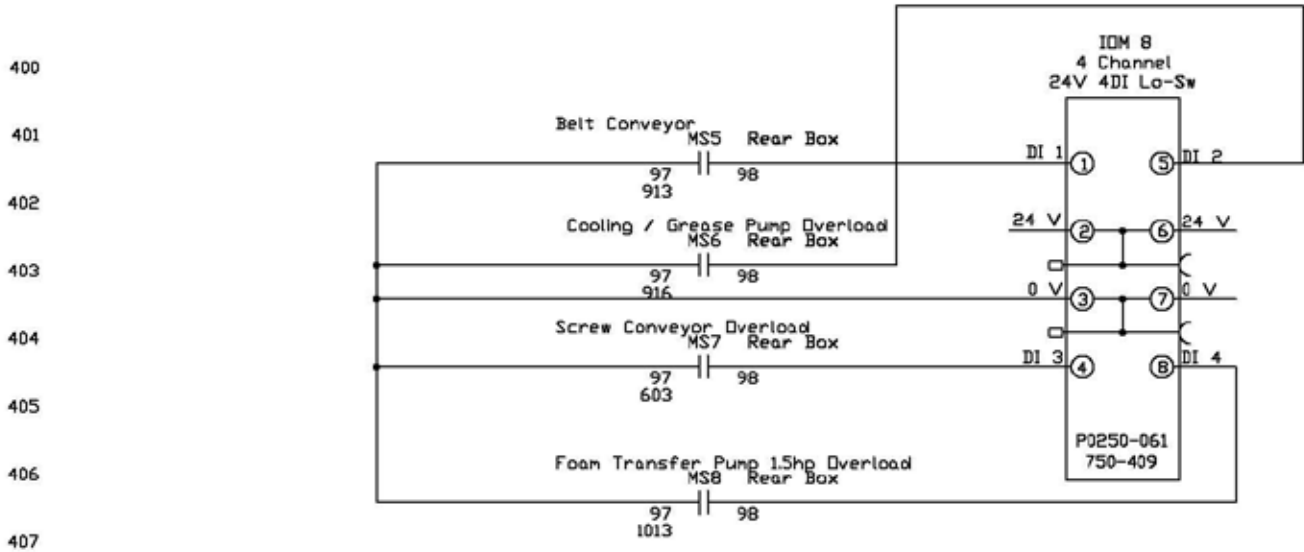 IOM 8
400
4 Channel
24V 4DI Lo-Sw
Belt Conveyor
401
MS5 Rear Box
DI 1 1 5 DI 2
97 98
913
402
Cooling / Grease Pump Overload
24 V 2 6 24 V
MS6 Rear Box
403
97 98
916
0 V 3 7 0 V
Screw Conveyor Overload
404
MS7 Rear Box
DI 3 4 8 DI 4
97 98
603
405
P0250-061
Foam Transfer Pump 1.5hp Overload
750-409
406
MS8 Rear Box
97 98
1013
407